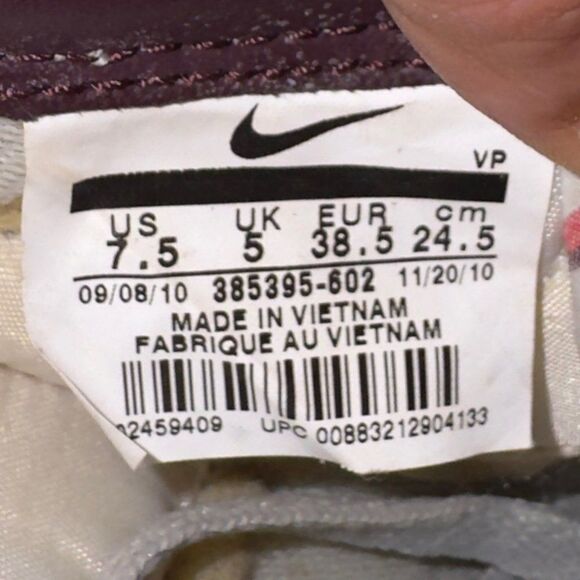 VP
US UK EUR cm
7.5 5 38.5 24.5
09/08/10 385395-602 11/20/10
MADE IN VIETNAM
FABRIQUE AU VIETNAM
02459409 UPC 00883212904133